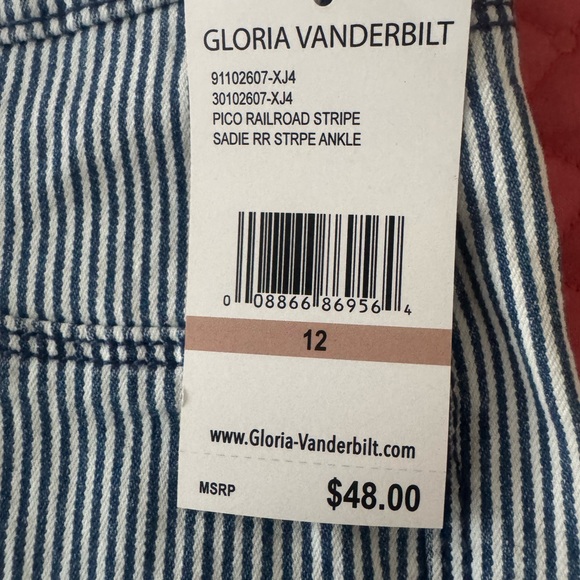 GLORIA VANDERBILT
91102607-XJ4
30102607-XJ4
PICO RAILROAD STRIPE
SADIE RR STRPE ANKLE
0 08866 86956 4
12
www.Gloria-Vanderbilt.com
MSRP $48.00